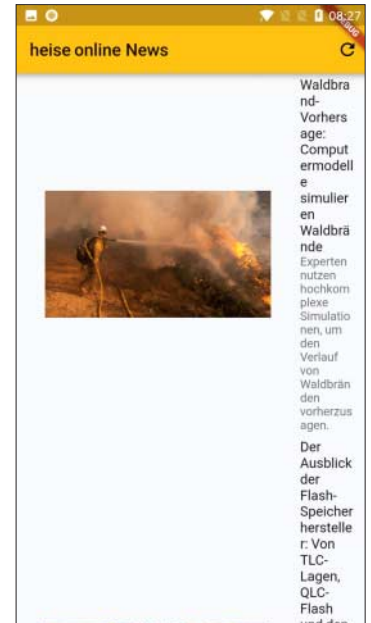 08:27
DEBUG
heise online News
Waldbra
nd-
Vorhers
age:
Comput
ermodell
e
simulier
en
Waldbrä
nde
Experten
nutzen
hochkom
plexe
Simulatio
nen, um
den
Verlauf
von
Waldbrän
den
vorherzus
agen.
Der
Ausblick
der
Flash-
Speicher
herstelle
r: Von
TLC-
Lagen,
QLC-
Flash
und den